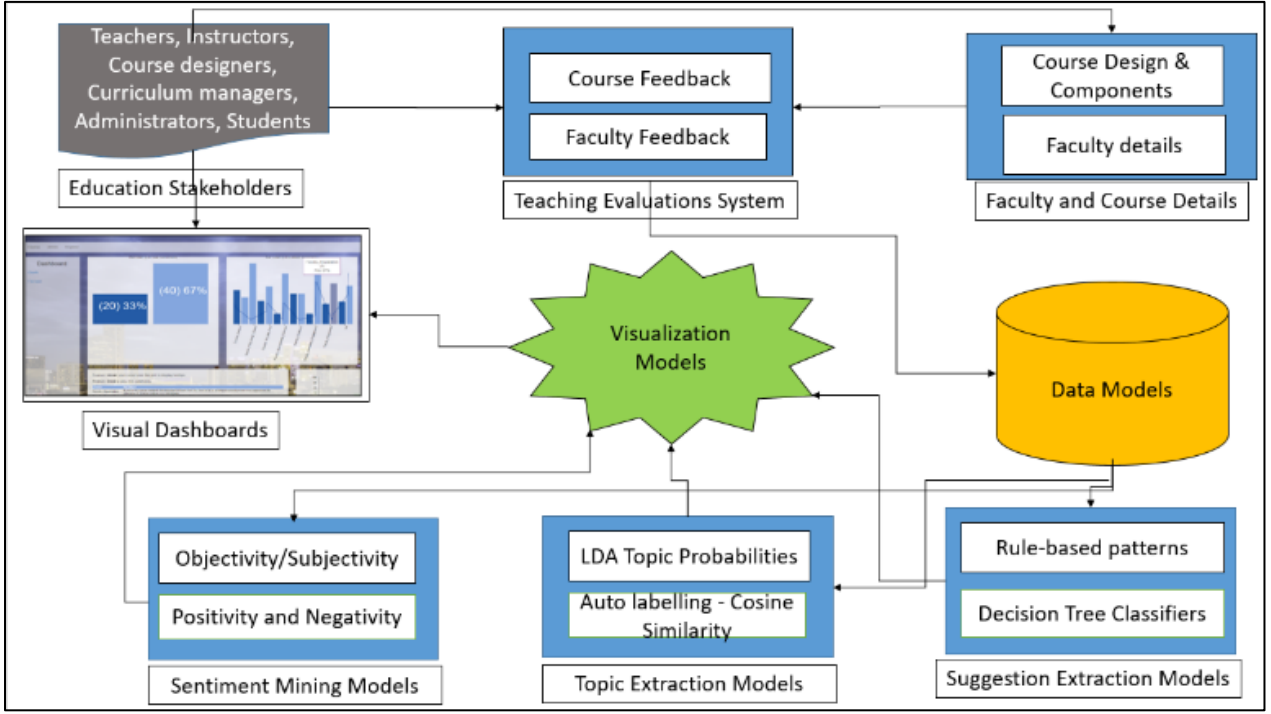 Teachers, Instructors,
Course designers,
Curriculum managers,
Administrators, Students
Education Stakeholders
Course Feedback
Faculty Feedback
Teaching Evaluations System
Course Design &
Components
Faculty details
Faculty and Course Details
Dashboard
(20) 33%
(40) 67%
Visual Dashboards
Visualization
Models
Data Models
Objectivity/Subjectivity
Positivity and Negativity
Sentiment Mining Models
LDA Topic Probabilities
Auto labelling - Cosine
Similarity
Topic Extraction Models
Rule-based patterns
Decision Tree Classifiers
Suggestion Extraction Models